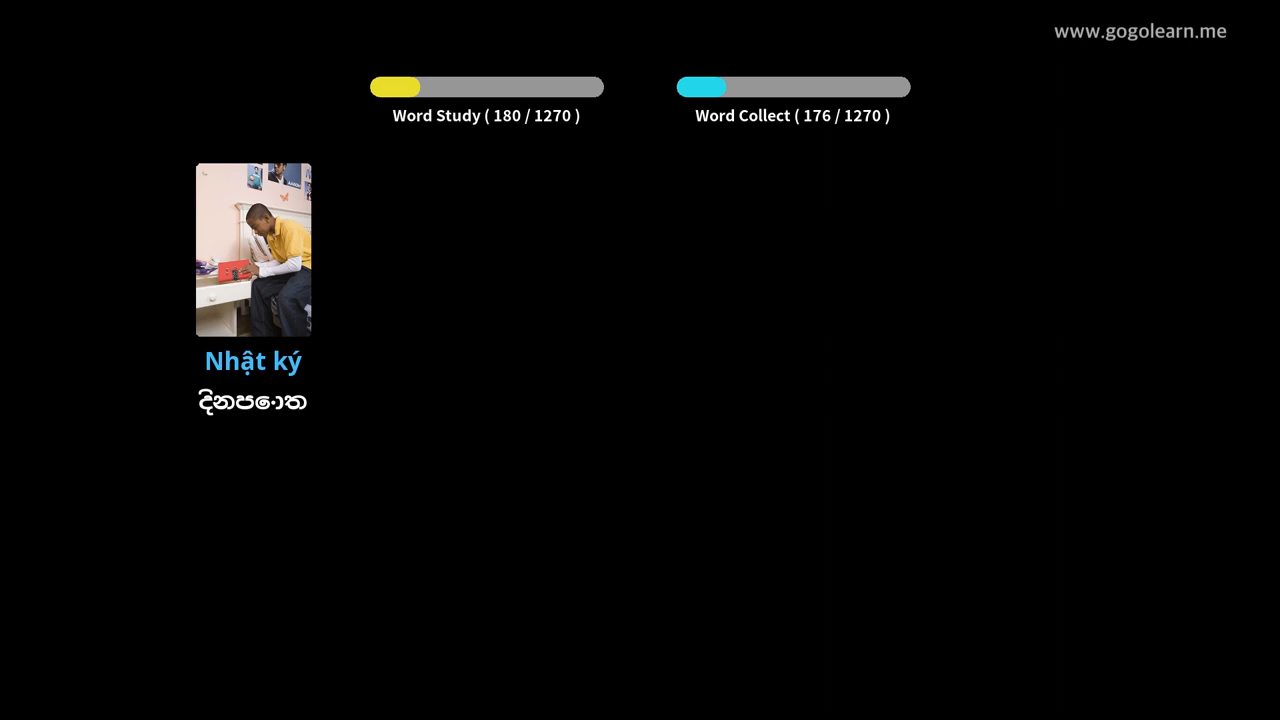 www.gogolearn.me
Word Study ( 180 / 1270 )
Word Collect ( 176 / 1270 )
Nhật ký
දිනපොත